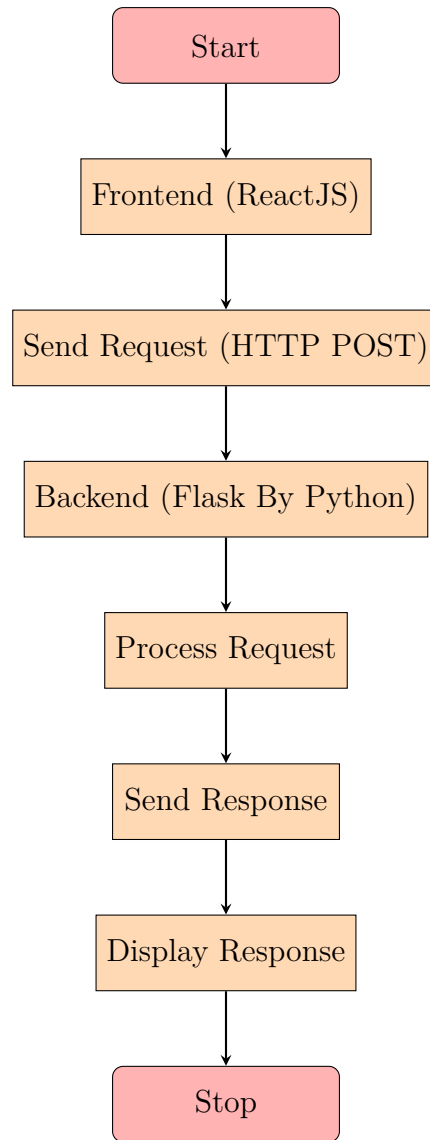 Start
Frontend (ReactJS)
Send Request (HTTP POST)
Backend (Flask By Python)
Process Request
Send Response
Display Response
Stop